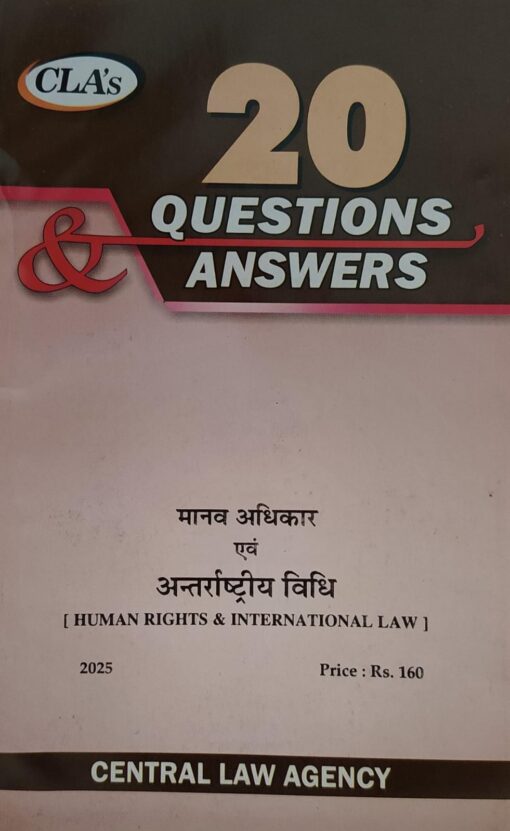 CLA's
20
QUESTIONS
&
ANSWERS
मानव अधिकार
एवं
अन्तर्राष्ट्रीय विधि
[ HUMAN RIGHTS & INTERNATIONAL LAW ]
2025 Price : Rs. 160
CENTRAL LAW AGENCY